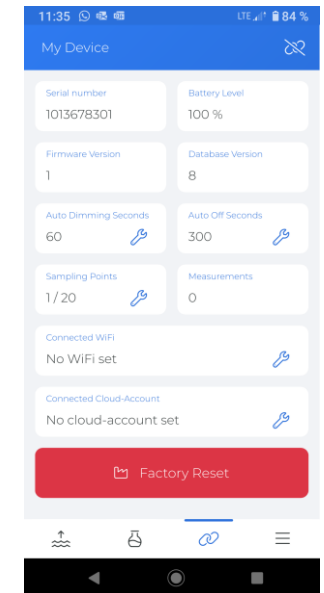 11:35 LTE 84 %
My Device
Serial number
1013678301
Battery Level
100 %
Firmware Version
1
Database Version
8
Auto Dimming Seconds
60
Auto Off Seconds
300
Sampling Points
1 / 20
Measurements
0
Connected WiFi
No WiFi set
Connected Cloud-Account
No cloud-account set
Factory Reset